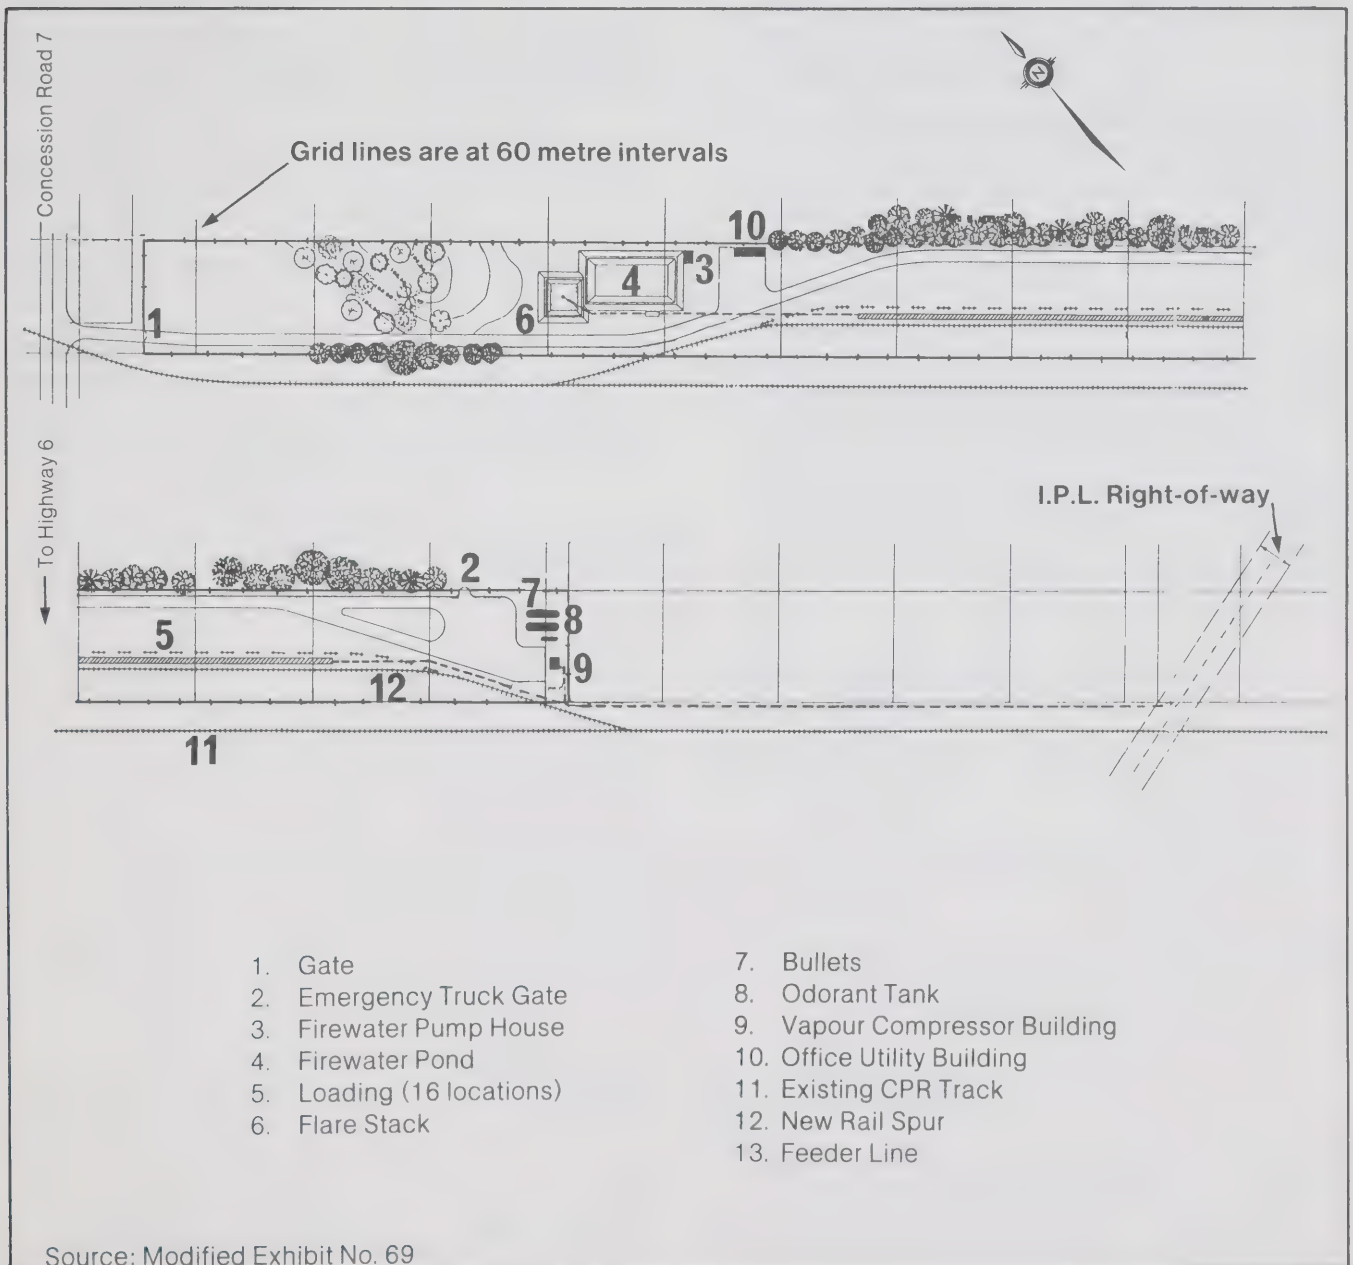 Concession Road 7
N
Grid lines are at 60 metre intervals
10
3
4
6
1
To Highway 6
I.P.L. Right-of-way
2
7
8
5
9
12
11
1. Gate
2. Emergency Truck Gate
3. Firewater Pump House
4. Firewater Pond
5. Loading (16 locations)
6. Flare Stack
7. Bullets
8. Odorant Tank
9. Vapour Compressor Building
10. Office Utility Building
11. Existing CPR Track
12. New Rail Spur
13. Feeder Line
Source: Modified Exhibit No. 69